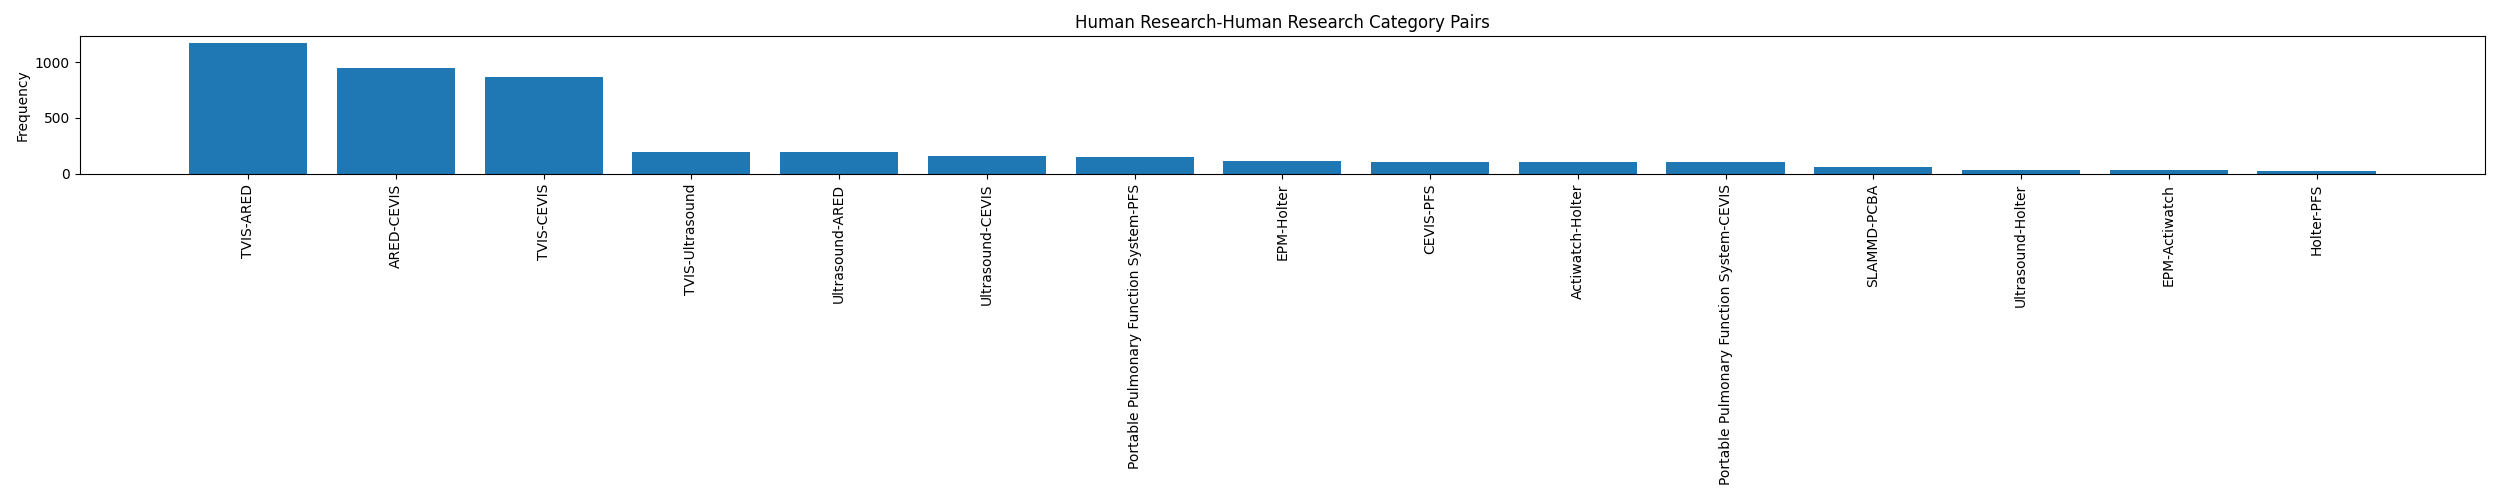 Human Research-Human Research Category Pairs
Frequency
1000
500
0
TVIS-ARED
ARED-CEVIS
TVIS-CEVIS
TVIS-Ultrasound
Ultrasound-ARED
Ultrasound-CEVIS
Portable Pulmonary Function System-PFS
EPM-Holter
CEVIS-PFS
Actiwatch-Holter
Portable Pulmonary Function System-CEVIS
SLAMMD-PCBA
Ultrasound-Holter
EPM-Actiwatch
Holter-PFS